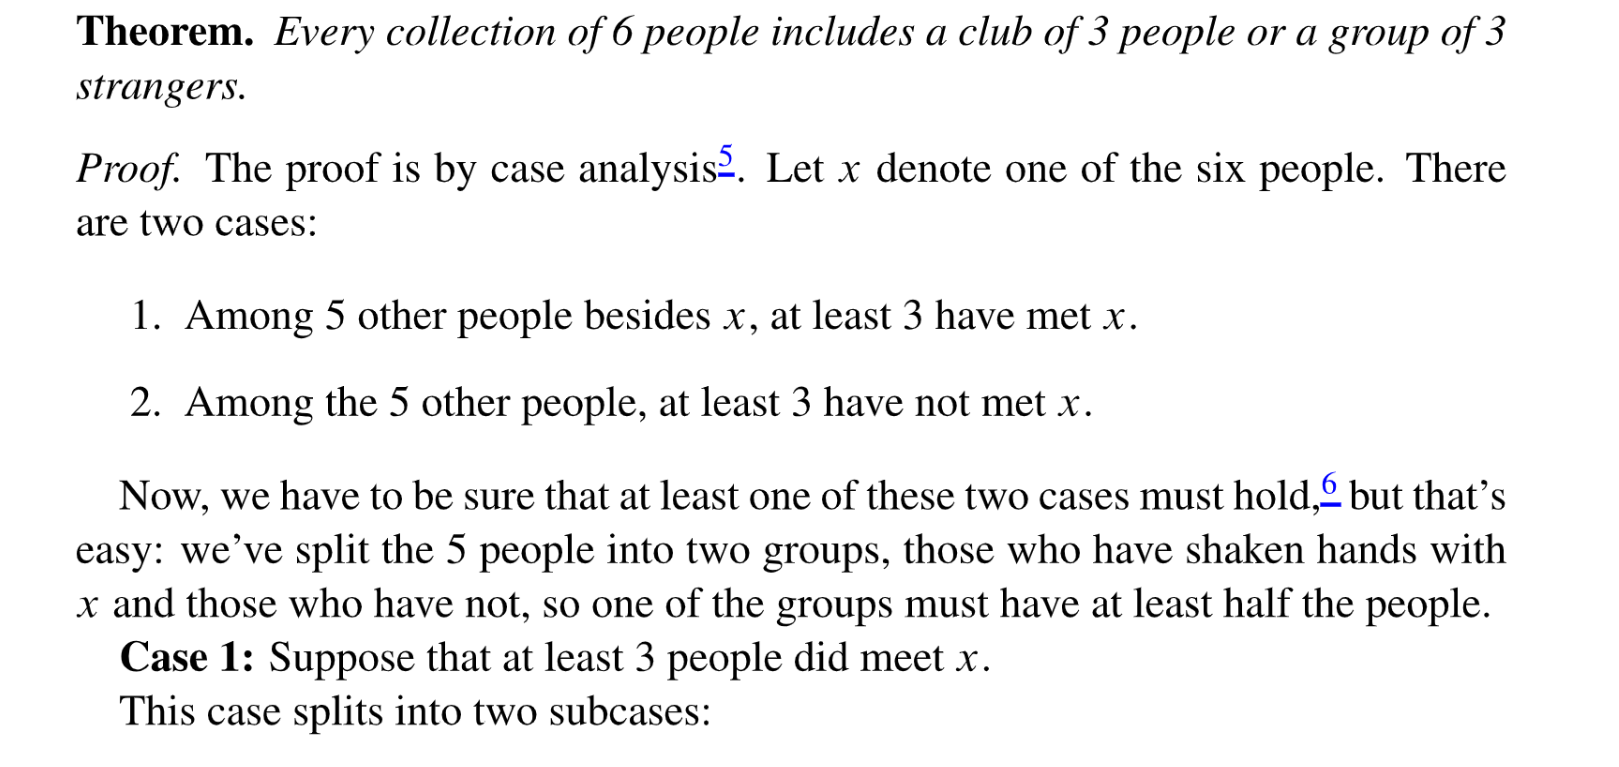 Theorem. Every collection of 6 people includes a club of 3 people or a group of 3
strangers.
Proof. The proof is by case analysis5. Let x denote one of the six people. There
are two cases:
1. Among 5 other people besides x, at least 3 have met x.
2. Among the 5 other people, at least 3 have not met x.
Now, we have to be sure that at least one of these two cases must hold,6 but that’s
easy: we’ve split the 5 people into two groups, those who have shaken hands with
x and those who have not, so one of the groups must have at least half the people.
Case 1: Suppose that at least 3 people did meet x.
This case splits into two subcases: